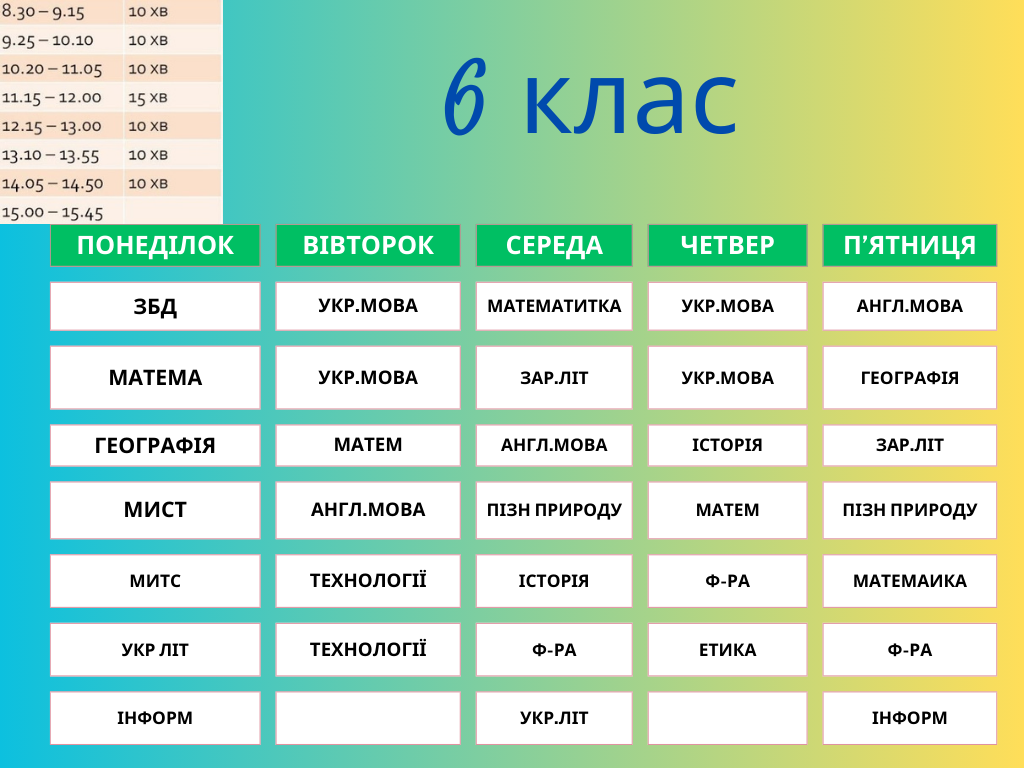 8.30 – 9.15 10 хв
9.25 – 10.10 10 хв
10.20 – 11.05 10 хв
11.15 – 12.00 15 хв
12.15 – 13.00 10 хв
13.10 – 13.55 10 хв
14.05 – 14.50 10 хв
15.00 – 15.45
6 клас
ПОНЕДІЛОК ВІВТОРОК СЕРЕДА ЧЕТВЕР П’ЯТНИЦЯ
ЗБД УКР.МОВА МАТЕМАТИТКА УКР.МОВА АНГЛ.МОВА
МАТЕМА УКР.МОВА ЗАР.ЛІТ УКР.МОВА ГЕОГРАФІЯ
ГЕОГРАФІЯ МАТЕМ АНГЛ.МОВА ІСТОРІЯ ЗАР.ЛІТ
МИСТ АНГЛ.МОВА ПІЗН ПРИРОДУ МАТЕМ ПІЗН ПРИРОДУ
МИТС ТЕХНОЛОГІЇ ІСТОРІЯ Ф-РА МАТЕМАИКА
УКР ЛІТ ТЕХНОЛОГІЇ Ф-РА ЕТИКА Ф-РА
ІНФОРМ УКР.ЛІТ ІНФОРМ